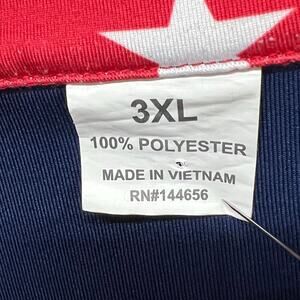 3XL
100% POLYESTER
MADE IN VIETNAM
RN#144656